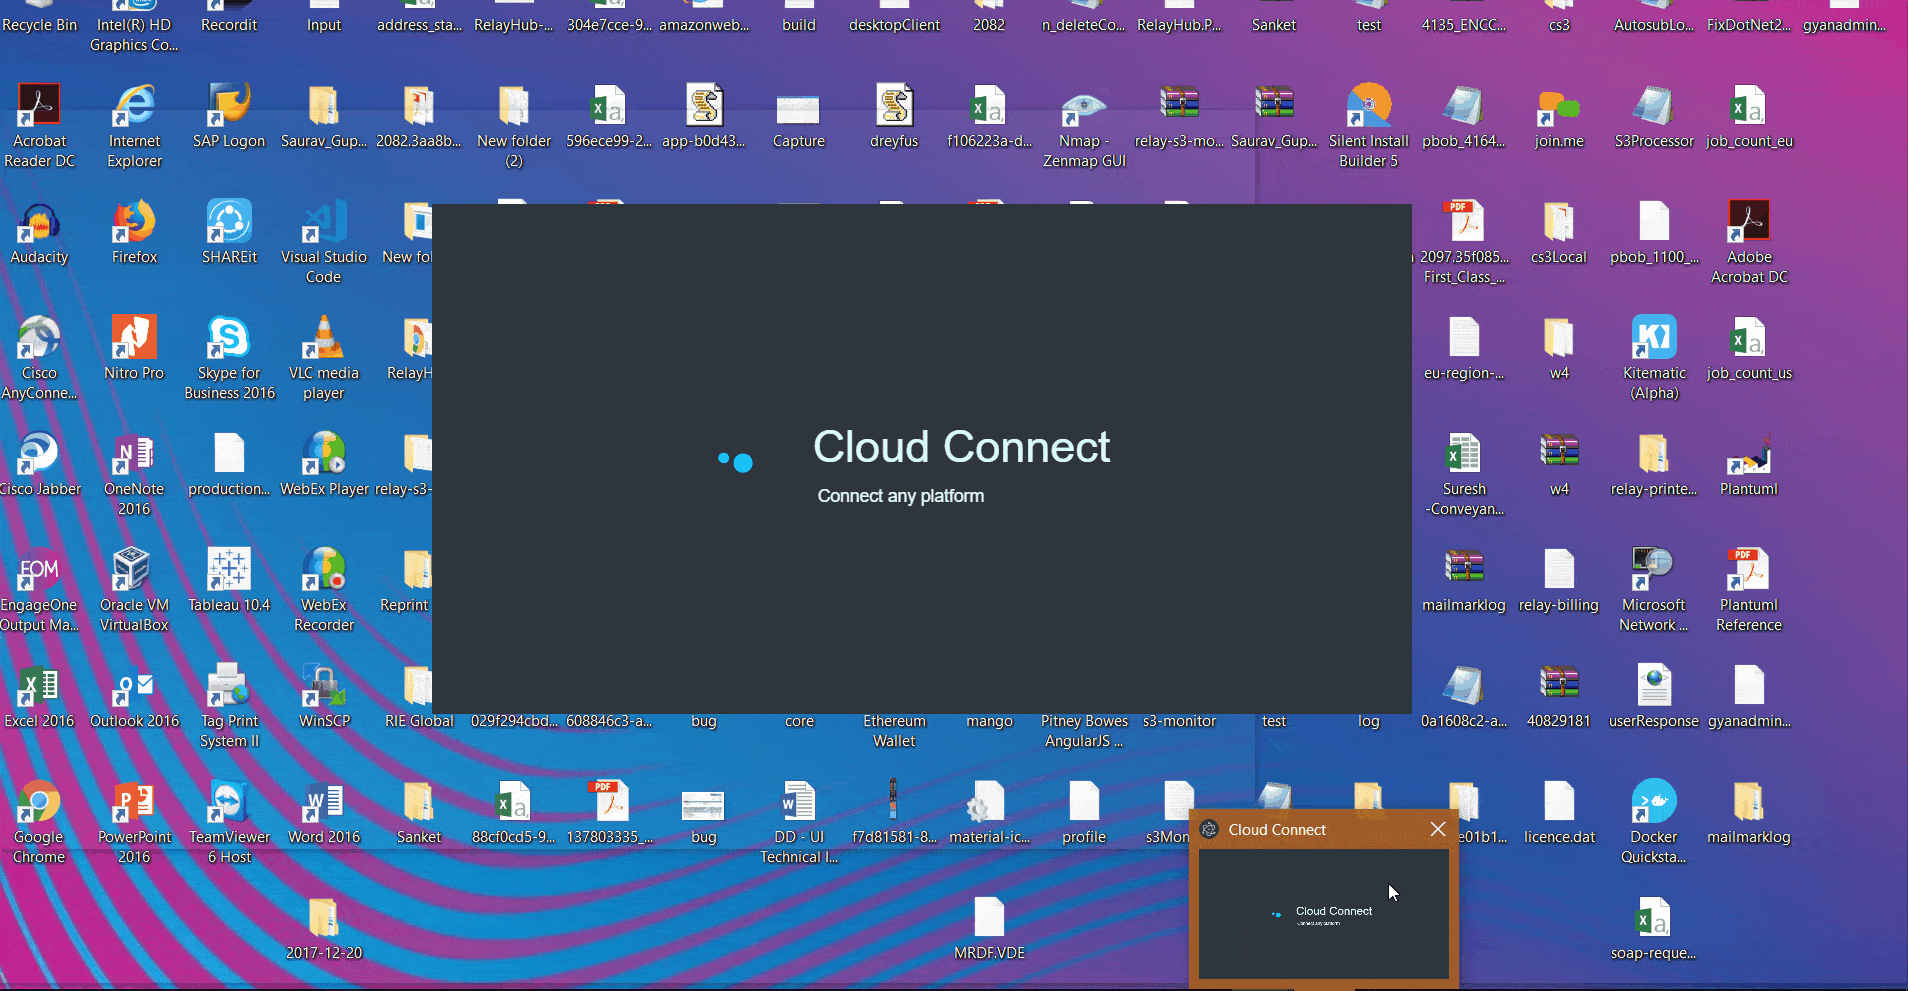 Recycle Bin
Intel(R) HD
Graphics Co...
Recordit
Input
address_sta...
RelayHub-...
304e7cce-9...
amazonweb...
build
desktopClient
2082
n_deleteCo...
RelayHub.P...
Sanket
test
4135_ENCC...
cs3
AutosubLo...
FixDotNet2...
gyanadmin...
Acrobat
Reader DC
Internet
Explorer
SAP Logon
Saurav_Gup...
2082.3aa8b...
New folder
(2)
596ece99-2...
app-b0d43...
Capture
dreyfus
f106223a-d...
Nmap -
Zenmap GUI
relay-s3-mo...
Saurav_Gup...
Silent Install
Builder 5
pbob_4164...
join.me
S3Processor
job_count_eu
Audacity
Firefox
SHAREit
Visual Studio
Code
New fol
2097.35f085...
First_Class_...
cs3Local
pbob_1100_...
Adobe
Acrobat DC
Cisco
AnyConne...
Nitro Pro
Skype for
Business 2016
VLC media
player
RelayH
eu-region-...
w4
Kitematic
(Alpha)
job_count_us
Cloud Connect
Connect any platform
Cisco Jabber
OneNote
2016
production...
WebEx Player
relay-s3-
Suresh
-Conveyan...
w4
relay-printe...
Plantuml
EngageOne
Output Ma...
Oracle VM
VirtualBox
Tableau 10.4
WebEx
Recorder
Reprint
mailmarklog
relay-billing
Microsoft
Network ...
Plantuml
Reference
Excel 2016
Outlook 2016
Tag Print
System II
WinSCP
RIE Global
029f294cbd...
608846c3-a...
bug
core
Ethereum
Wallet
mango
Pitney Bowes
AngularJS ...
s3-monitor
test
log
0a1608c2-a...
40829181
userResponse
gyanadmin...
Google
Chrome
PowerPoint
2016
TeamViewer
6 Host
Word 2016
Sanket
88cf0cd5-9...
137803335_...
bug
DD - UI
Technical I...
f7d81581-8...
material-ic...
profile
s3Mon
e01b1...
licence.dat
Docker
Quicksta...
mailmarklog
Cloud Connect
Cloud Connect
Connect any platform
2017-12-20
MRDF.VDE
soap-reque...